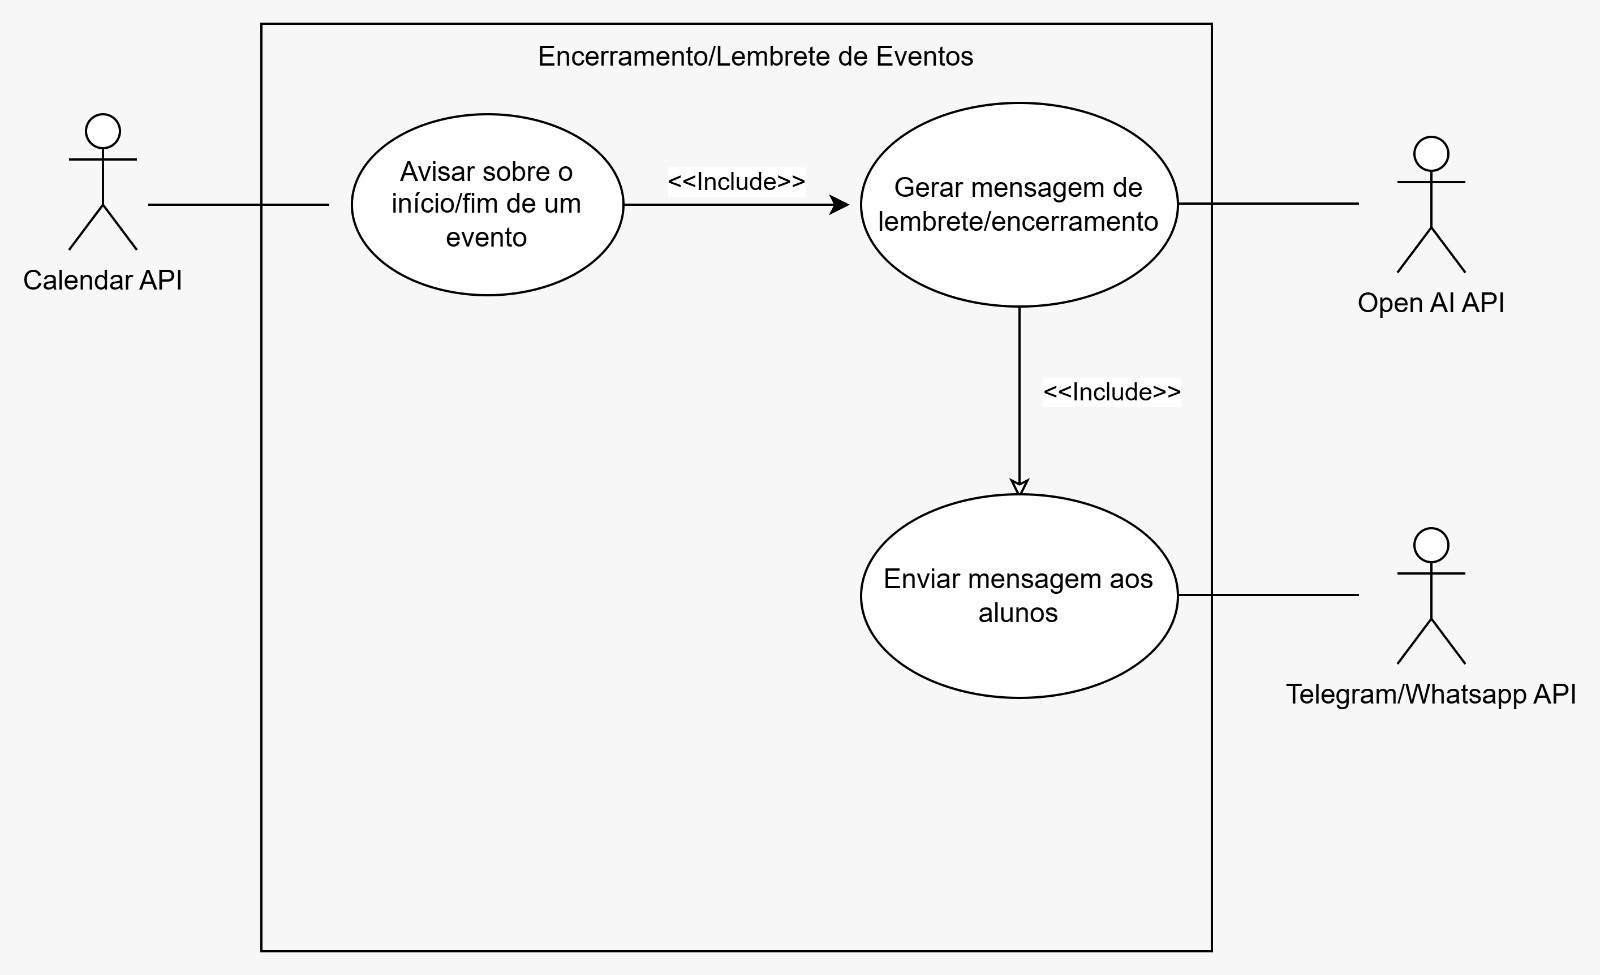 Encerramento/Lembrete de Eventos
Calendar API
Avisar sobre o
início/fim de um
evento
<<Include>>
Gerar mensagem de
lembrete/encerramento
Open AI API
<<Include>>
Enviar mensagem aos
alunos
Telegram/Whatsapp API